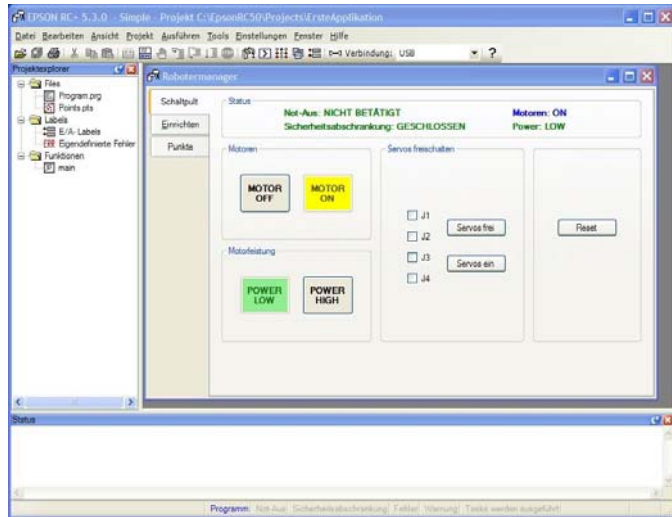 EPSON RC+ 5.3.0 - Simple - Projekt C:\EpsonRC50\Projects\ErsteApplikation
Datei Bearbeiten Ansicht Projekt Ausführen Tools Einstellungen Fenster Hilfe
Verbindung: USB
Projektexplorer
Files
Program.prg
Points.pts
Labels
E/A- Labels
Eigendefinierte Fehler
Funktionen
main
Robotermanager
Schaltpult
Einrichten
Punkte
Status
Not-Aus: NICHT BETÄTIGT
Motoren: ON
Sicherheitsabschrankung: GESCHLOSSEN
Power: LOW
Motoren
MOTOR OFF
MOTOR ON
Motorleistung
POWER LOW
POWER HIGH
Servos freischalten
J1
J2
J3
J4
Servos frei
Servos ein
Reset
Status
Programm Not-Aus Sicherheitsabschrankung Fehler Warnung Tasks werden ausgeführt